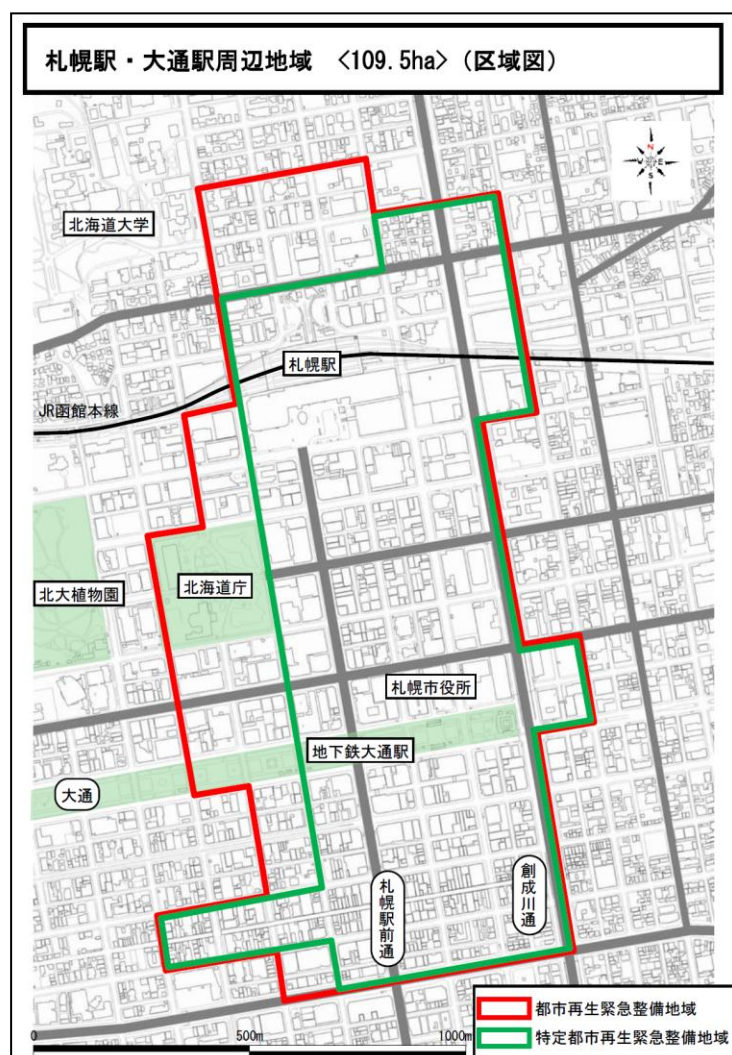 札幌駅・大通駅周辺地域 <109.5ha>（区域図）
N
W E
S
北海道大学
札幌駅
JR函館本線
北大植物園
北海道庁
札幌市役所
地下鉄大通駅
大通
札幌駅前通
創成川通
都市再生緊急整備地域
特定都市再生緊急整備地域
0 500m 1000m